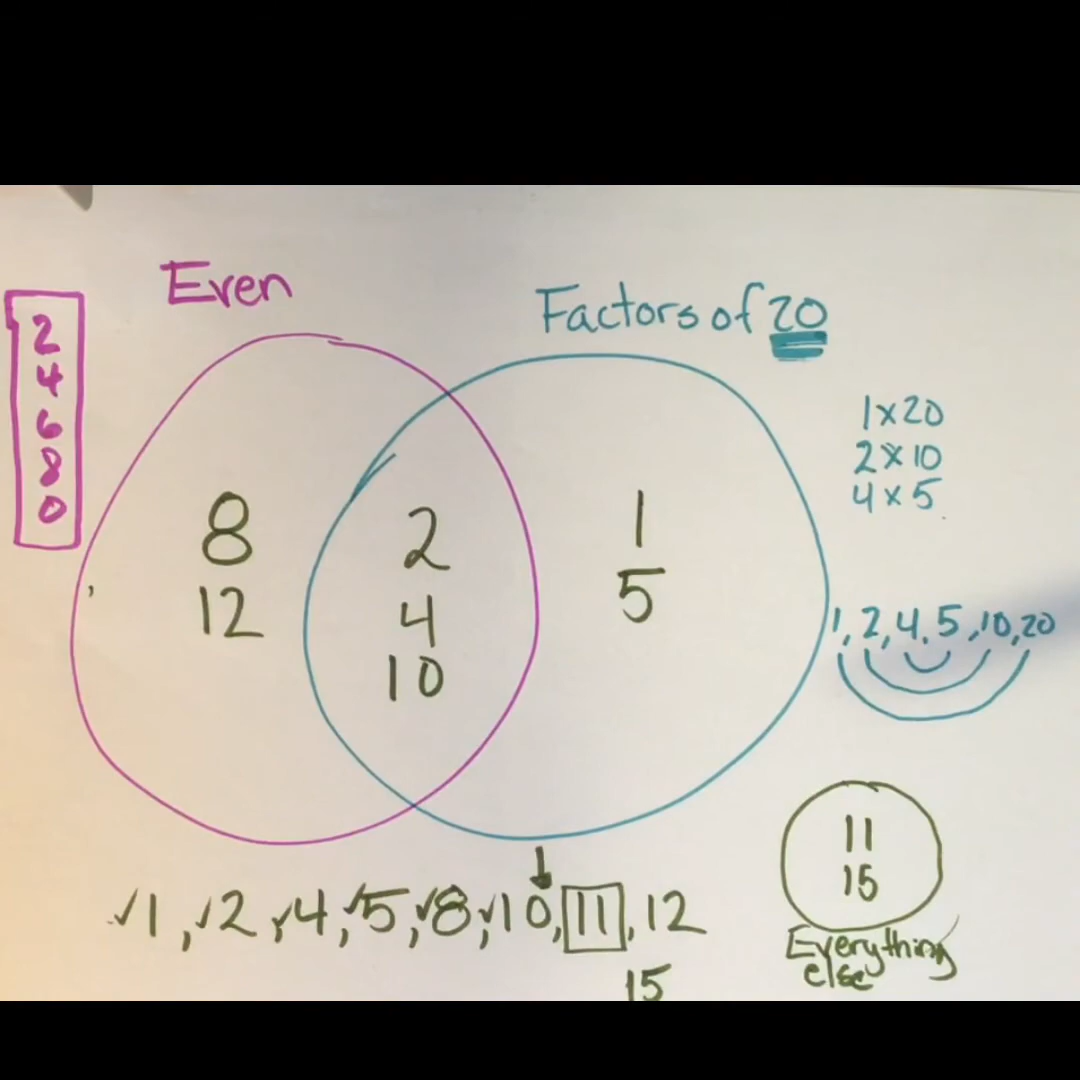 Even
Factors of 20
2
4
6
8
0
8
12
2
4
10
1
5
1x20
2x10
4x5
1, 2, 4, 5, 10, 20
✓1, ✓2, ✓4, ✓5, ✓8, ✓10, 11, 12
15
11
15
Everything
else